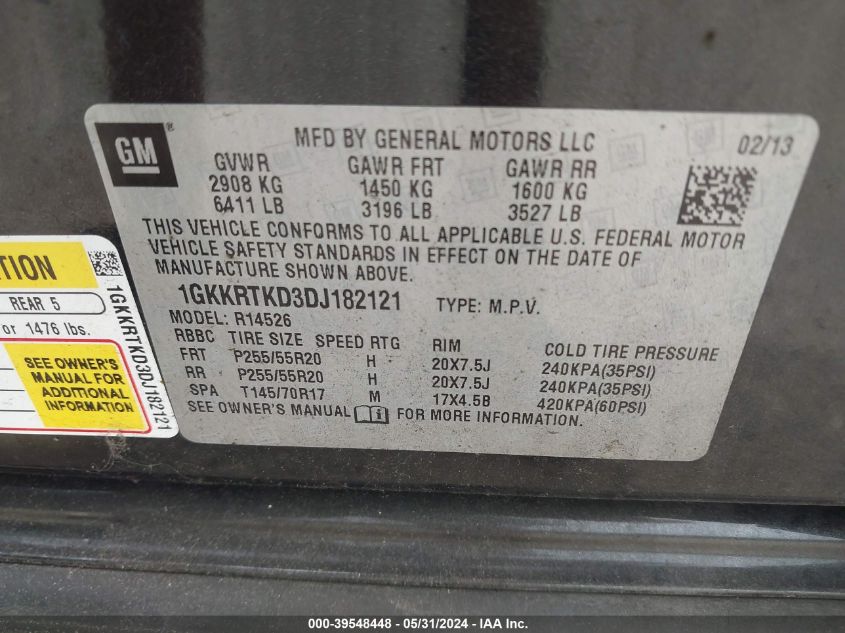 GM
®
MFD BY GENERAL MOTORS LLC 02/13
GVWR GAWR FRT GAWR RR
2908 KG 1450 KG 1600 KG
6411 LB 3196 LB 3527 LB
THIS VEHICLE CONFORMS TO ALL APPLICABLE U.S. FEDERAL MOTOR
VEHICLE SAFETY STANDARDS IN EFFECT ON THE DATE OF
MANUFACTURE SHOWN ABOVE.
1GKKRTKD3DJ182121 TYPE: M.P.V.
MODEL: R14526
RBBC TIRE SIZE SPEED RTG RIM COLD TIRE PRESSURE
FRT P255/55R20 H 20X7.5J 240KPA(35PSI)
RR P255/55R20 H 20X7.5J 240KPA(35PSI)
SPA T145/70R17 M 17X4.5B 420KPA(60PSI)
SEE OWNER'S MANUAL FOR MORE INFORMATION.
REAR 5
or 1476 lbs.
SEE OWNER'S
MANUAL FOR
ADDITIONAL
INFORMATION
1GKKRTKD3DJ182121
000-39548448 - 05/31/2024 - IAA Inc.